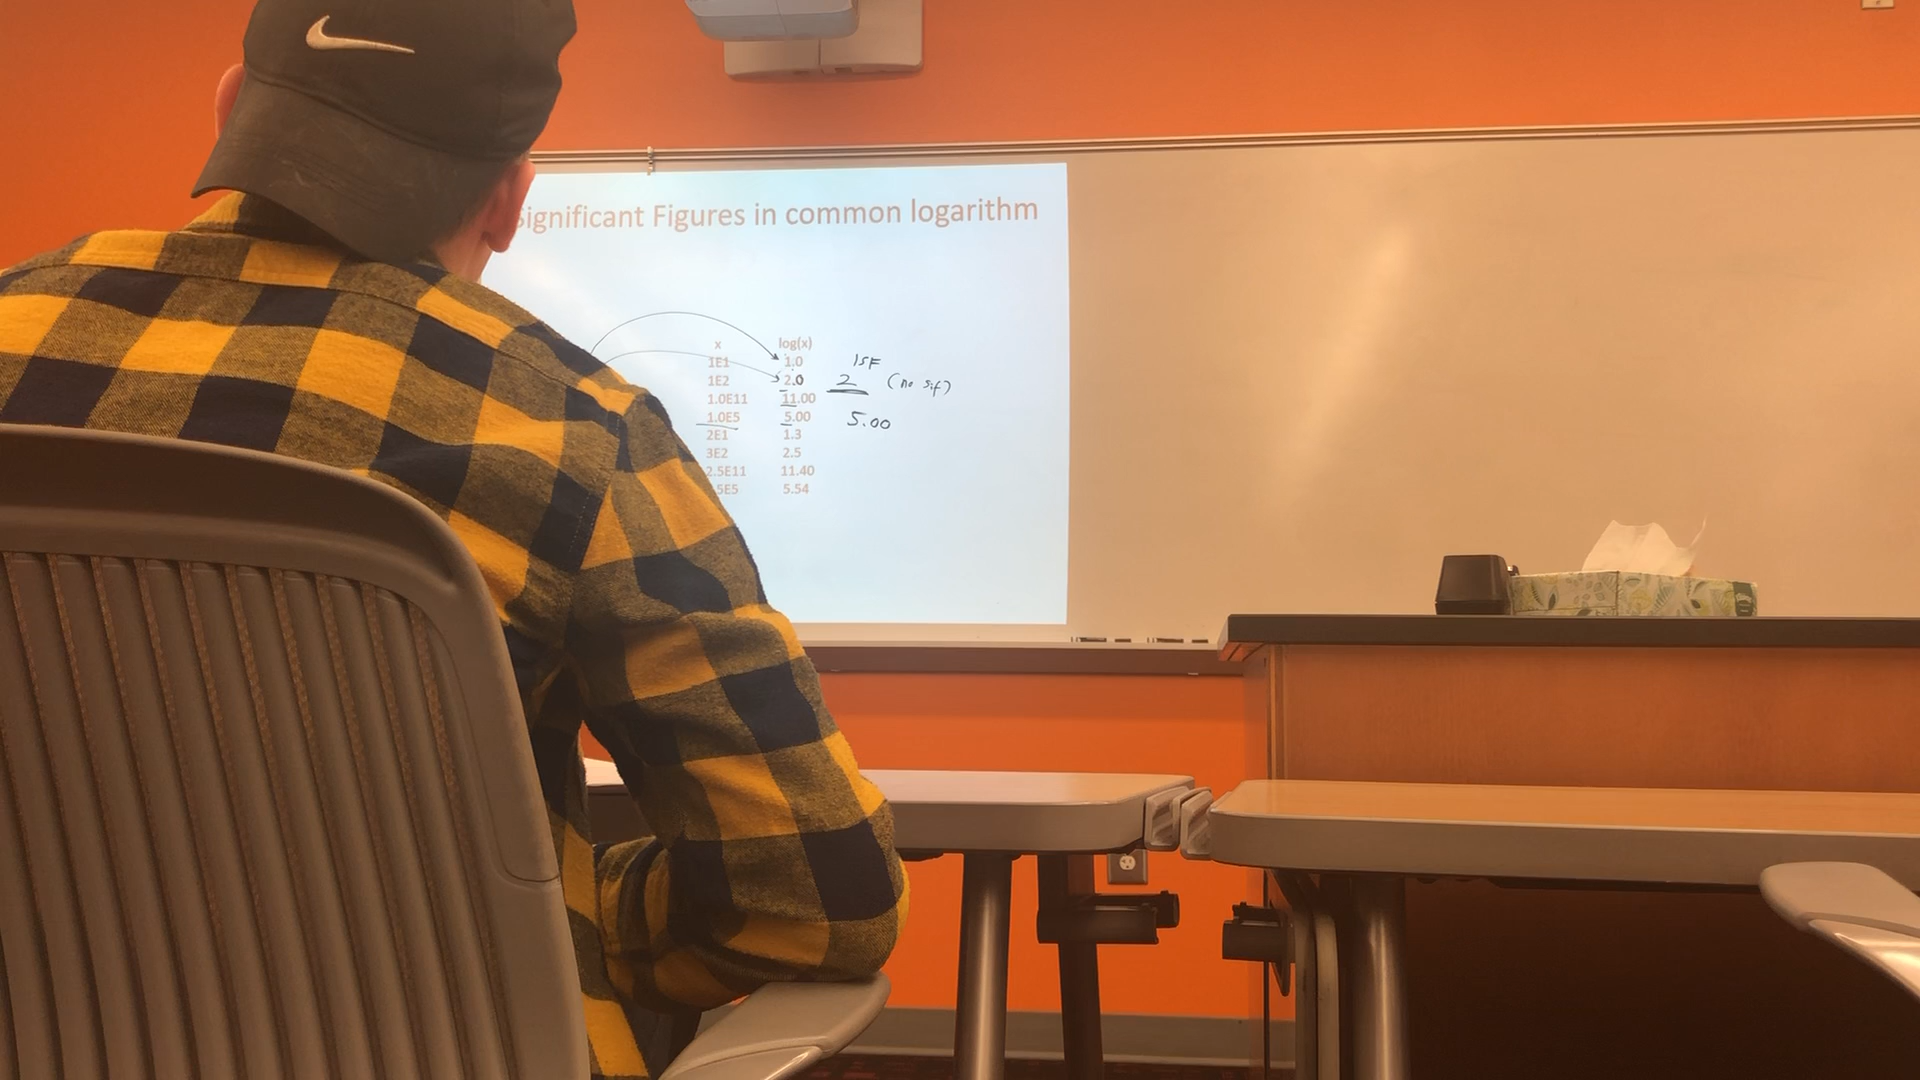 Significant Figures in common logarithm
x log(x)
1E1 1.0 1SF
1E2 2.0 2 (no sif)
1.0E11 11.00
1.0E5 5.00 5.00
2E1 1.3
3E2 2.5
2.5E11 11.40
.5E5 5.54